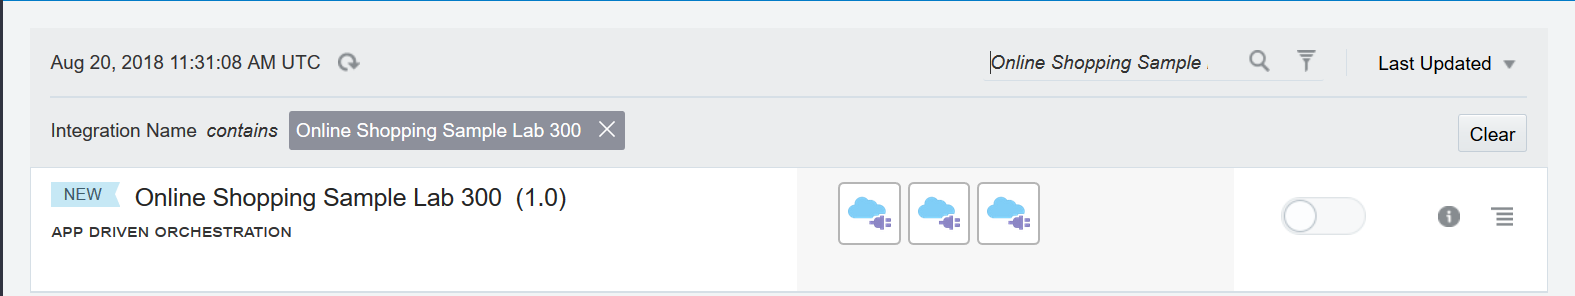 Aug 20, 2018 11:31:08 AM UTC
Online Shopping Sample
Last Updated
Integration Name contains Online Shopping Sample Lab 300
Clear
NEW Online Shopping Sample Lab 300 (1.0)
APP DRIVEN ORCHESTRATION